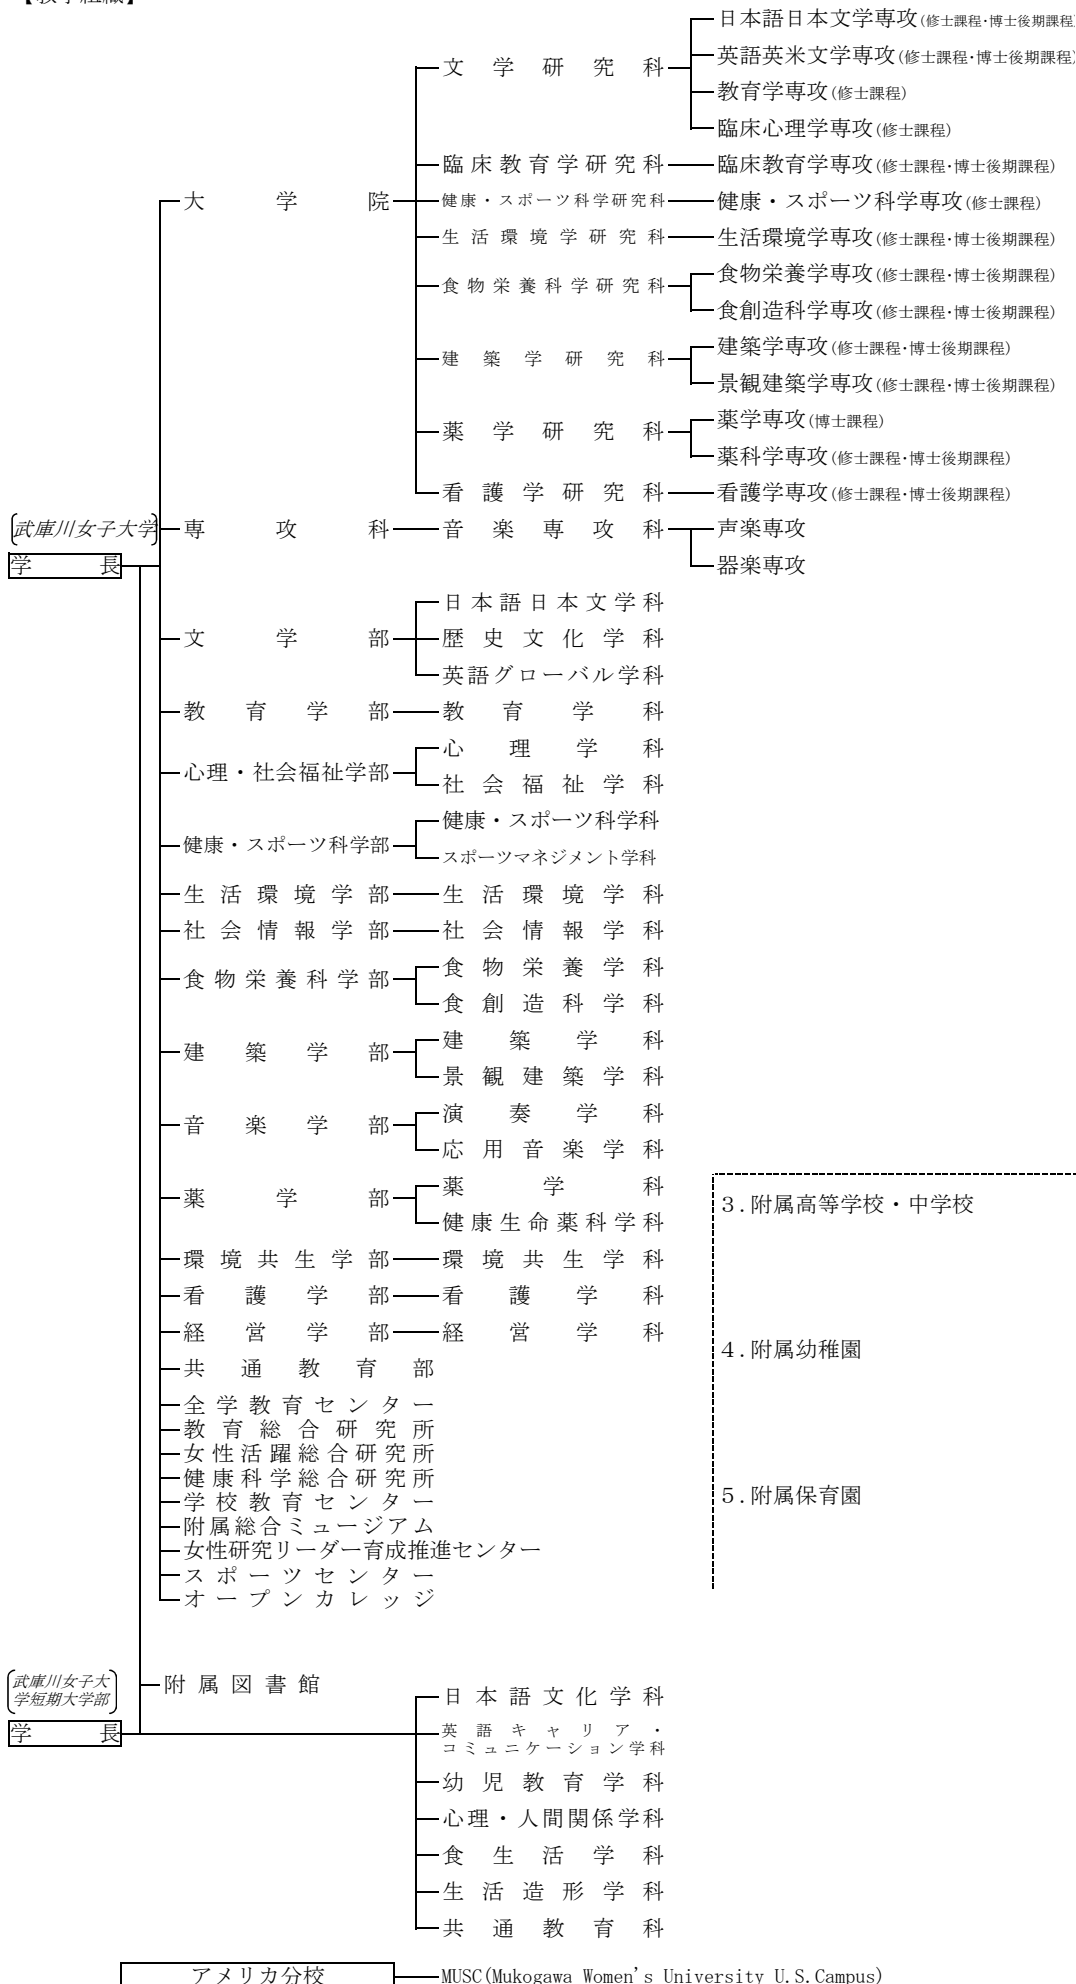 【教学組織】
日本語日本文学専攻(修士課程・博士後期課程)
文学研究科 英語英米文学専攻(修士課程・博士後期課程)
教育学専攻(修士課程)
臨床心理学専攻(修士課程)
臨床教育学研究科 臨床教育学専攻(修士課程・博士後期課程)
大学院 健康・スポーツ科学研究科 健康・スポーツ科学専攻(修士課程)
生活環境学研究科 生活環境学専攻(修士課程・博士後期課程)
食物栄養科学研究科 食物栄養学専攻(修士課程・博士後期課程)
食創造科学専攻(修士課程・博士後期課程)
建築学研究科 建築学専攻(修士課程・博士後期課程)
景観建築学専攻(修士課程・博士後期課程)
薬学研究科 薬学専攻(博士課程)
薬科学専攻(修士課程・博士後期課程)
看護学研究科 看護学専攻(修士課程・博士後期課程)
武庫川女子大学 専攻科 音楽専攻科 声楽専攻
学長 器楽専攻
日本語日本文学科
文学部 歴史文化学科
英語グローバル学科
教育学部 教育学科
心理・社会福祉学部 心理学科
社会福祉学科
健康・スポーツ科学部 健康・スポーツ科学科
スポーツマネジメント学科
生活環境学部 生活環境学科
社会情報学部 社会情報学科
食物栄養科学部 食物栄養学科
食創造科学科
建築学部 建築学科
景観建築学科
音楽学部 演奏学科
応用音楽学科
薬学部 薬学科
健康生命薬科学科
3.附属高等学校・中学校
環境共生学部 環境共生学科
看護学部 看護学科
経営学部 経営学科
4.附属幼稚園
共通教育部
全学教育センター
教育総合研究所
女性活躍総合研究所
健康科学総合研究所
学校教育センター
5.附属保育園
附属総合ミュージアム
女性研究リーダー育成推進センター
スポーツセンター
オープンカレッジ
武庫川女子大
学短期大学部
附属図書館
学長
日本語文化学科
英語キャリア・
コミュニケーション学科
幼児教育学科
心理・人間関係学科
食生活学科
生活造形学科
共通教育科
アメリカ分校 MUSC(Mukogawa Women's University U.S.Campus)